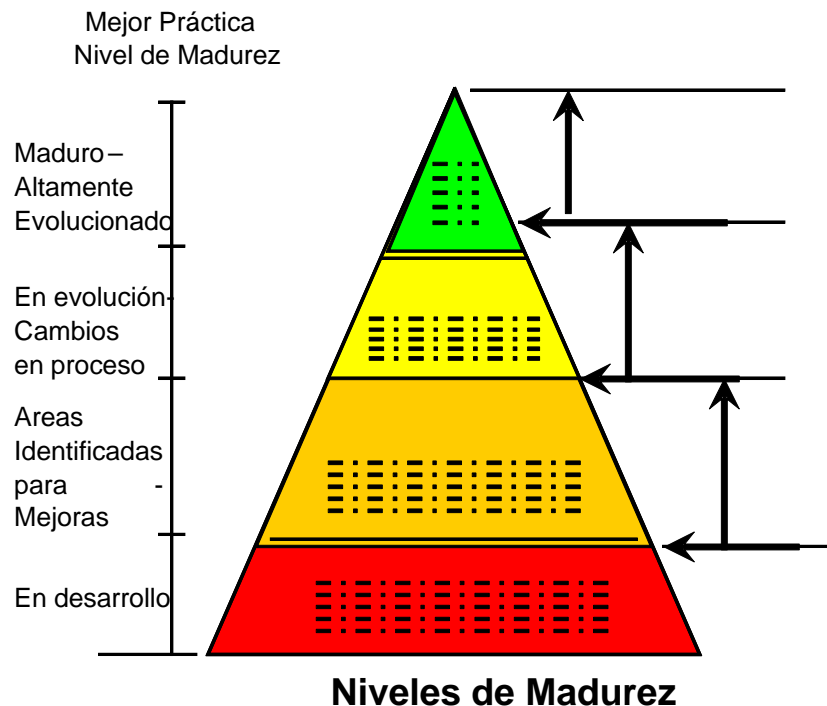 Mejor Práctica
Nivel de Madurez
Maduro –
Altamente
Evolucionado
En evolución-
Cambios
en proceso
Areas
Identificadas
para -
Mejoras
En desarrollo
Niveles de Madurez